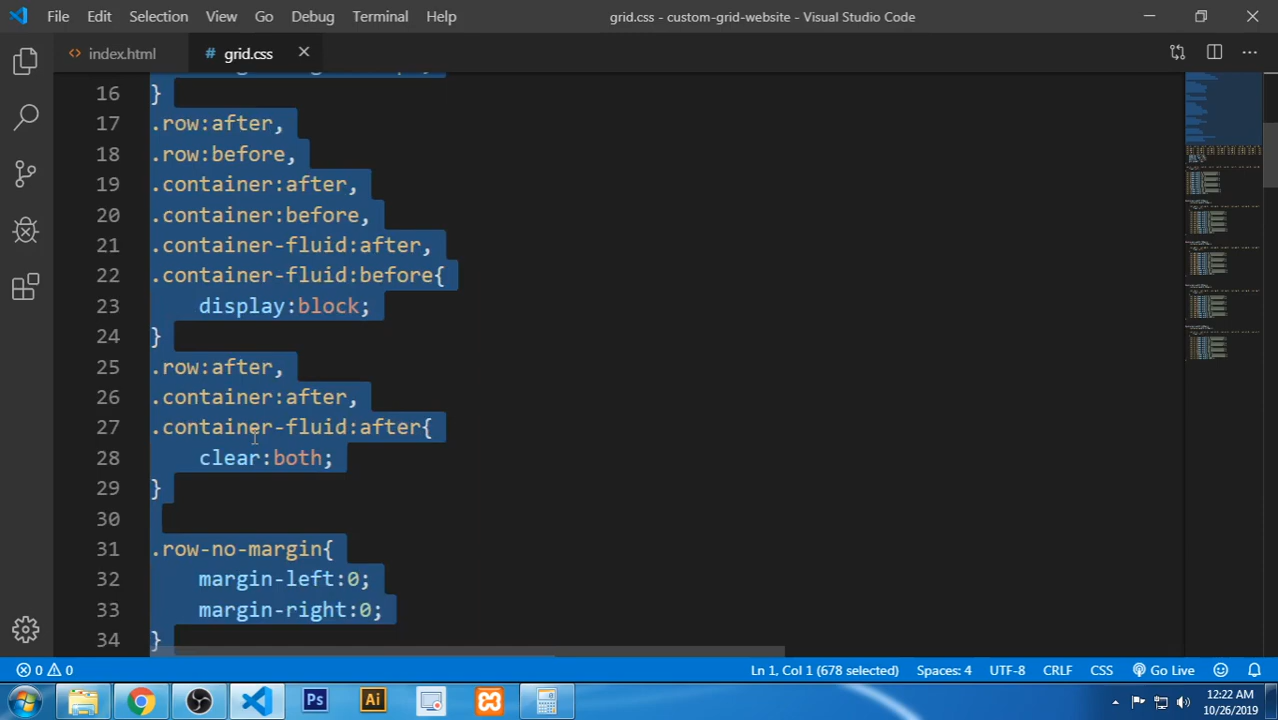 File Edit Selection View Go Debug Terminal Help grid.css - custom-grid-website - Visual Studio Code
<> index.html # grid.css
16 }
17 .row:after,
18 .row:before,
19 .container:after,
20 .container:before,
21 .container-fluid:after,
22 .container-fluid:before{
23 display:block;
24 }
25 .row:after,
26 .container:after,
27 .container-fluid:after{
28 clear:both;
29 }
30
31 .row-no-margin{
32 margin-left:0;
33 margin-right:0;
34 }
0 0 Ln 1, Col 1 (678 selected) Spaces: 4 UTF-8 CRLF CSS Go Live
Ps Ai 12:22 AM
10/26/2019